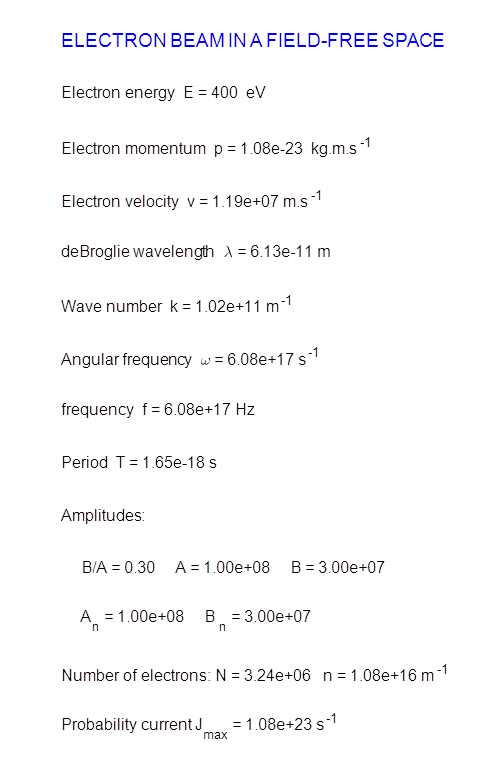 ELECTRON BEAM IN A FIELD-FREE SPACE
Electron energy E = 400 eV
Electron momentum p = 1.08e-23 kg.m.s⁻¹
Electron velocity v = 1.19e+07 m.s⁻¹
deBroglie wavelength λ = 6.13e-11 m
Wave number k = 1.02e+11 m⁻¹
Angular frequency ω = 6.08e+17 s⁻¹
frequency f = 6.08e+17 Hz
Period T = 1.65e-18 s
Amplitudes:
B/A = 0.30 A = 1.00e+08 B = 3.00e+07
Aₙ = 1.00e+08 Bₙ = 3.00e+07
Number of electrons: N = 3.24e+06 n = 1.08e+16 m⁻¹
Probability current Jₘₐₓ = 1.08e+23 s⁻¹